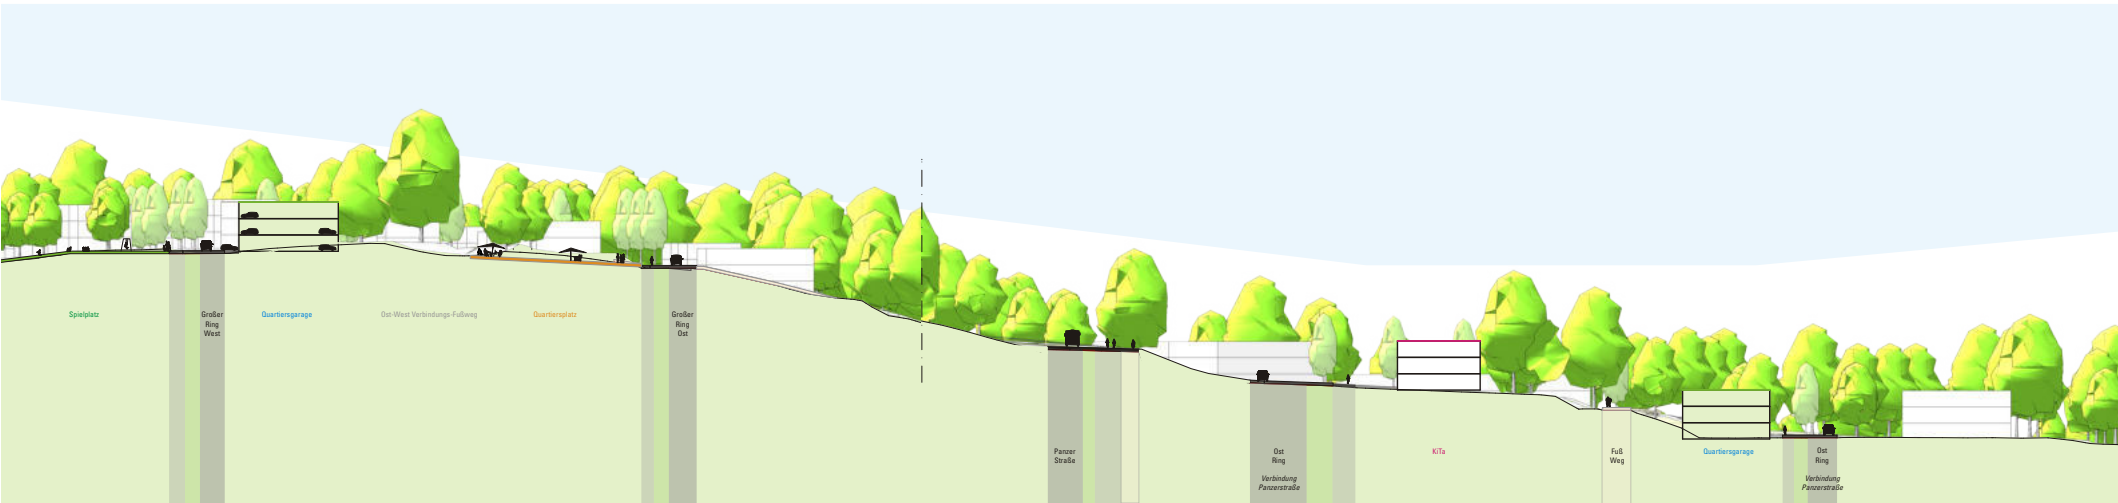 Spielplatz
Großer
Ring
West
Quartiersgarage
Ost-West Verbindungs-Fußweg
Quartiersplatz
Großer
Ring
Ost
Panzer
Straße
Ost
Ring
Verbindung
Panzerstraße
KiTa
Fuß
Weg
Quartiersgarage
Ost
Ring
Verbindung
Panzerstraße